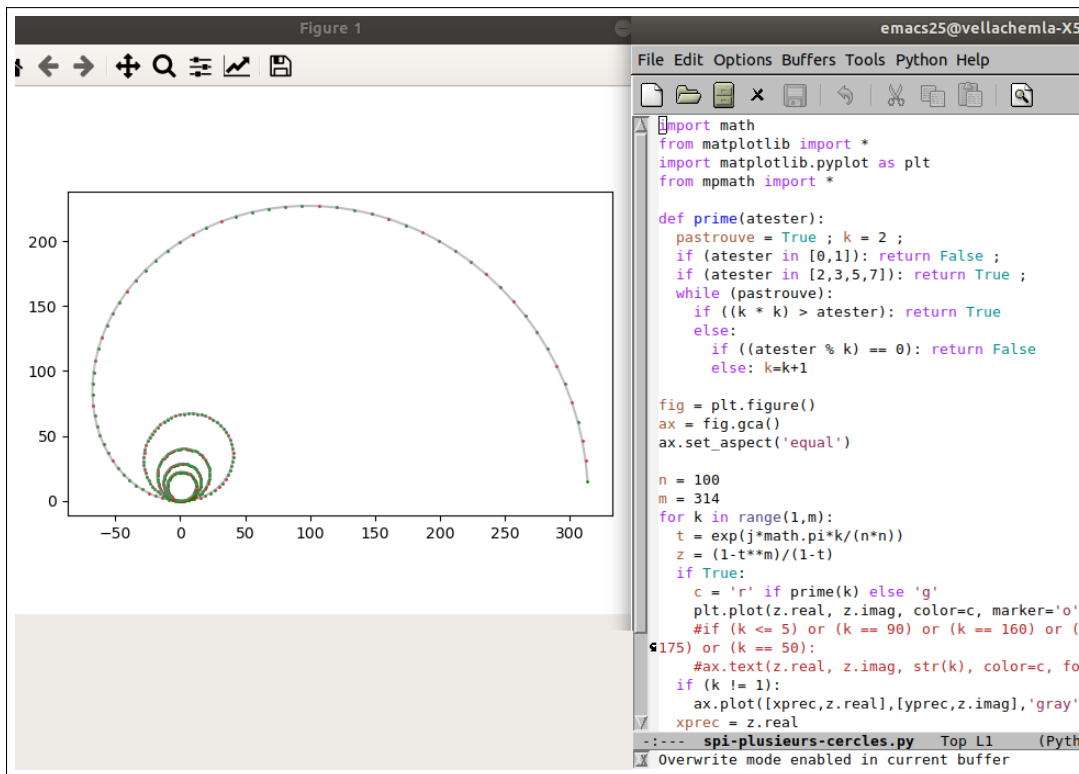 Figure 1
200
150
100
50
0
−50
0
50
100
150
200
250
300
emacs25@vellachemla-X5
File Edit Options Buffers Tools Python Help
import math
from matplotlib import *
import matplotlib.pyplot as plt
from mpmath import *
def prime(atester):
pastrouve = True ; k = 2 ;
if (atester in [0,1]): return False ;
if (atester in [2,3,5,7]): return True ;
while (pastrouve):
if ((k * k) > atester): return True
else:
if ((atester % k) == 0): return False
else: k=k+1
fig = plt.figure()
ax = fig.gca()
ax.set_aspect('equal')
n = 100
m = 314
for k in range(1,m):
t = exp(j*math.pi*k/(n*n))
z = (1-t**m)/(1-t)
if True:
c = 'r' if prime(k) else 'g'
plt.plot(z.real, z.imag, color=c, marker='o'
#if (k <= 5) or (k == 90) or (k == 160) or (
175) or (k == 50):
#ax.text(z.real, z.imag, str(k), color=c, fo
if (k != 1):
ax.plot([xprec,z.real],[yprec,z.imag],'gray'
xprec = z.real
-:--- spi-plusieurs-cercles.py Top L1 (Pyth
Overwrite mode enabled in current buffer